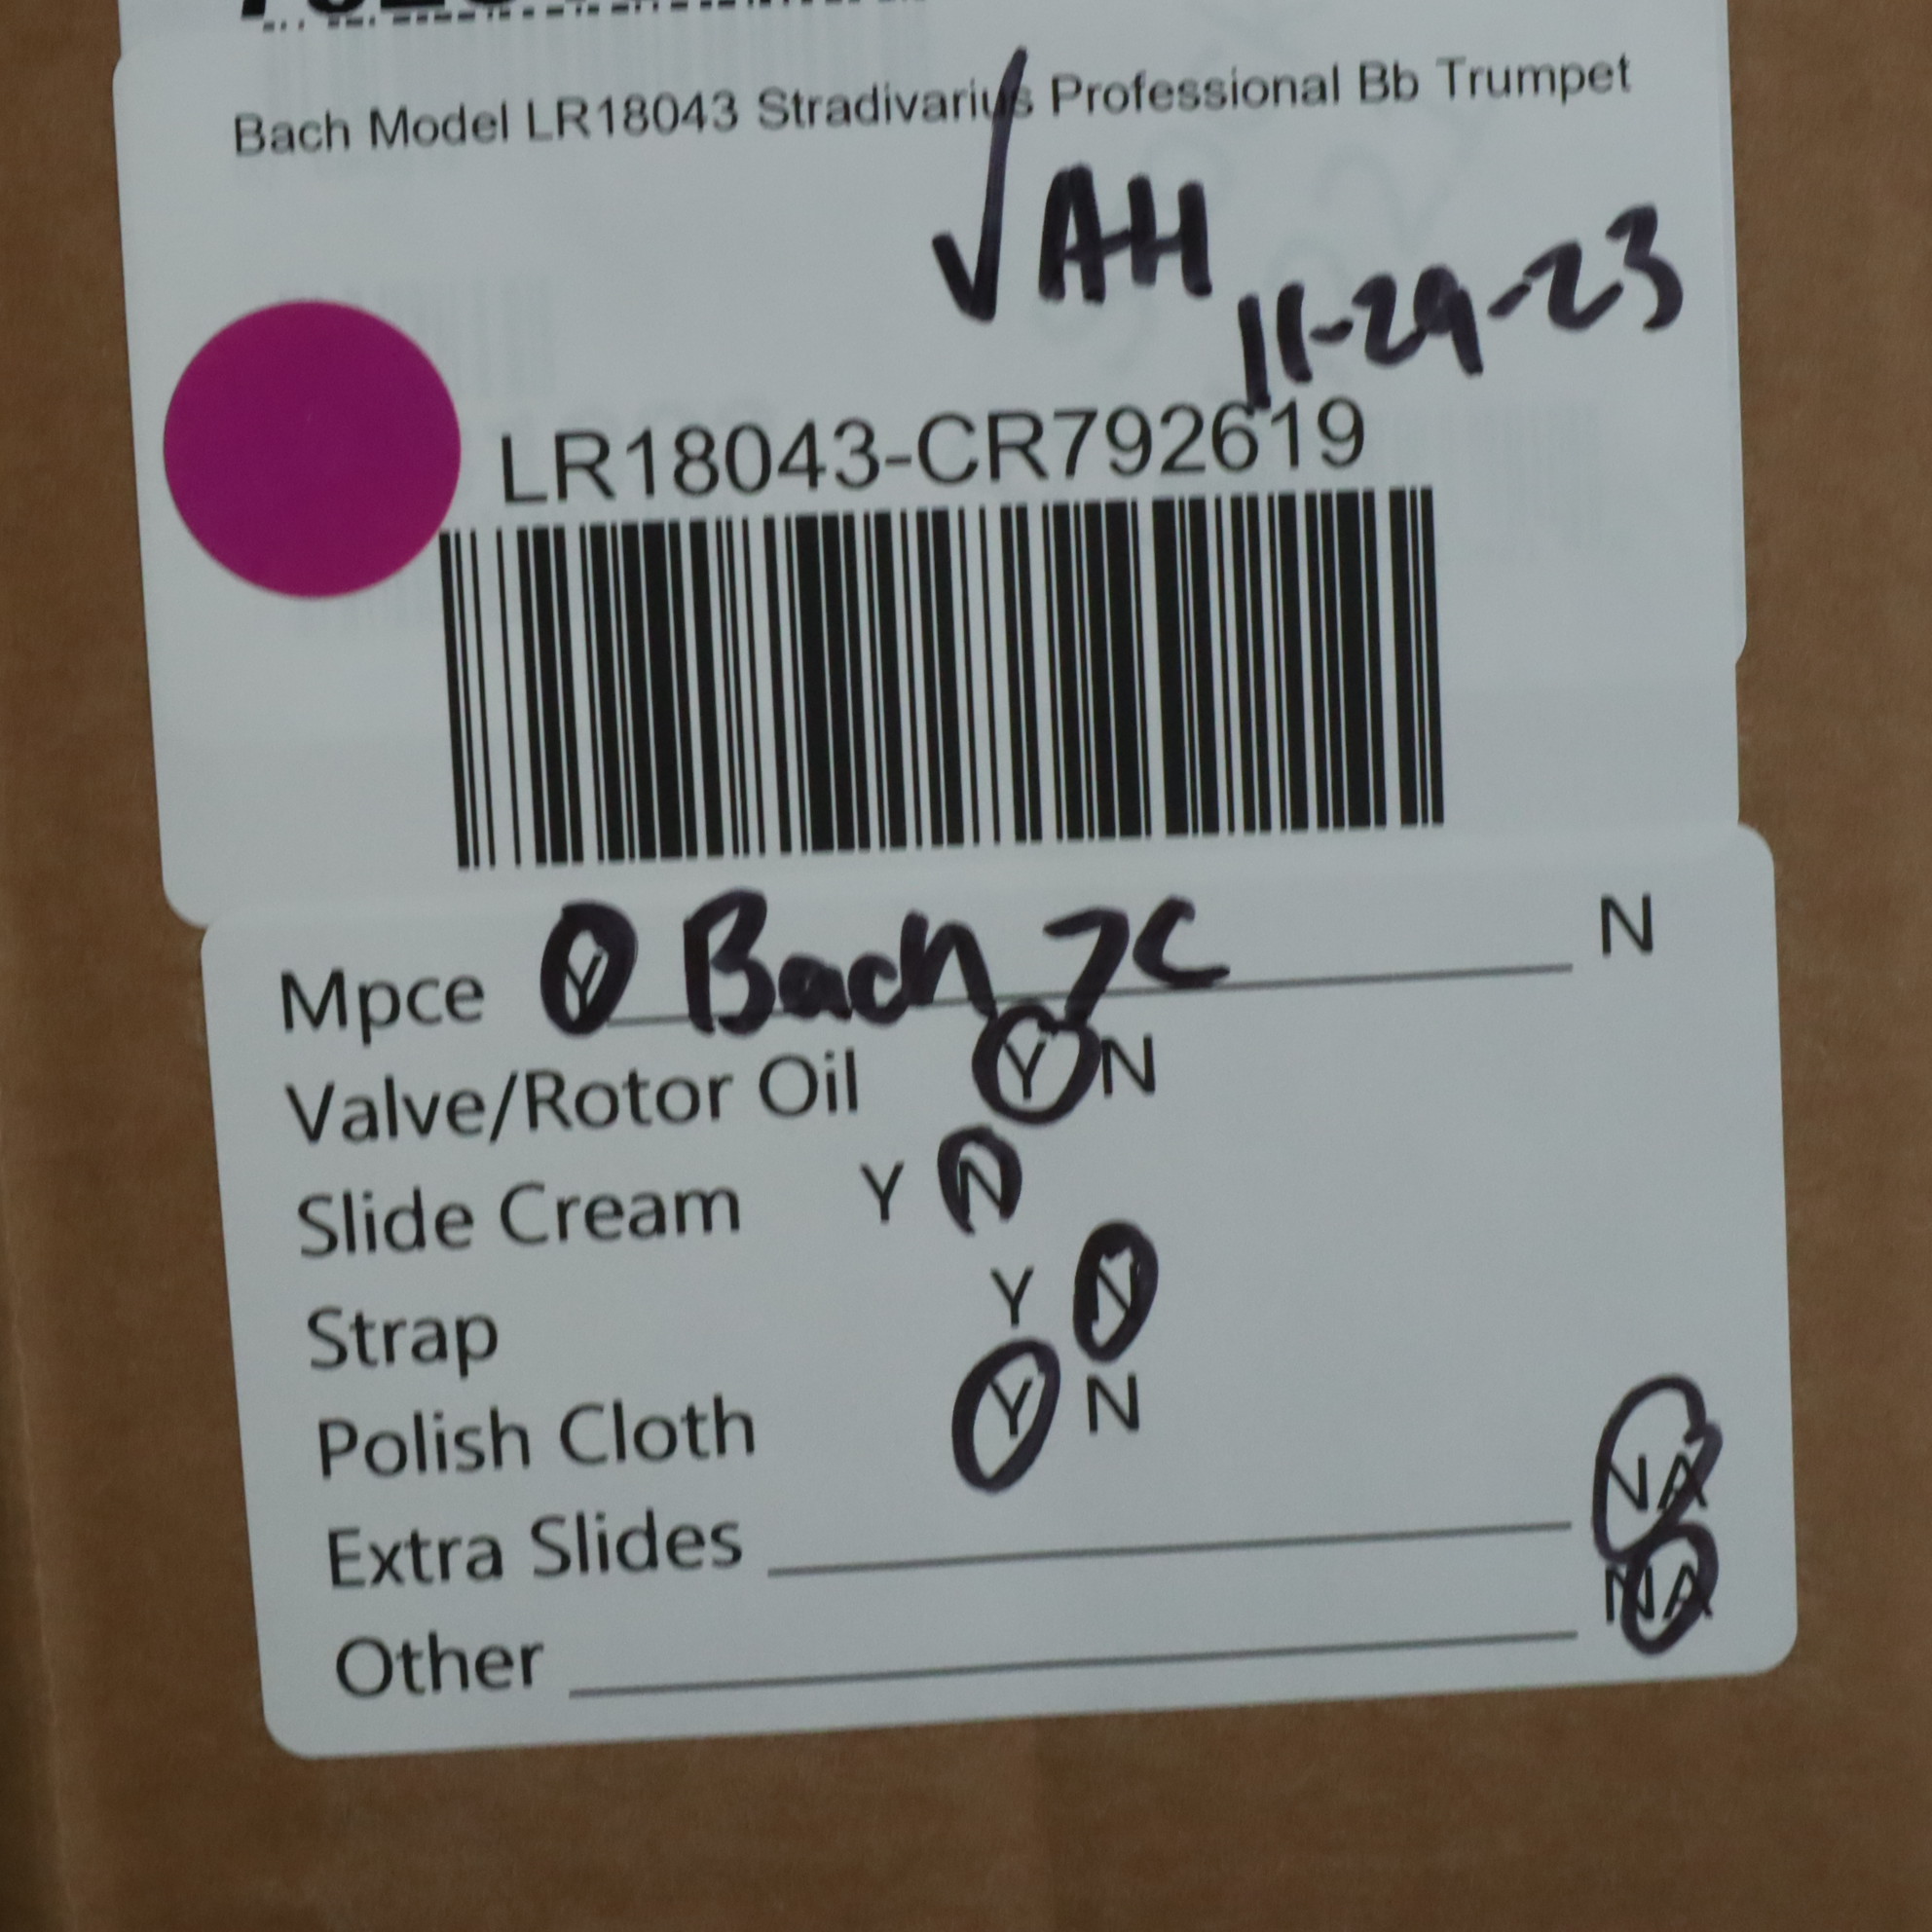 Bach Model LR18043 Stradivarius Professional Bb Trumpet
√AH 11-29-23
LR18043-CR792619
Mpce Y Bach 7C N
Valve/Rotor Oil Y N
Slide Cream Y N
Strap Y N
Polish Cloth Y N
Extra Slides NA
Other NA